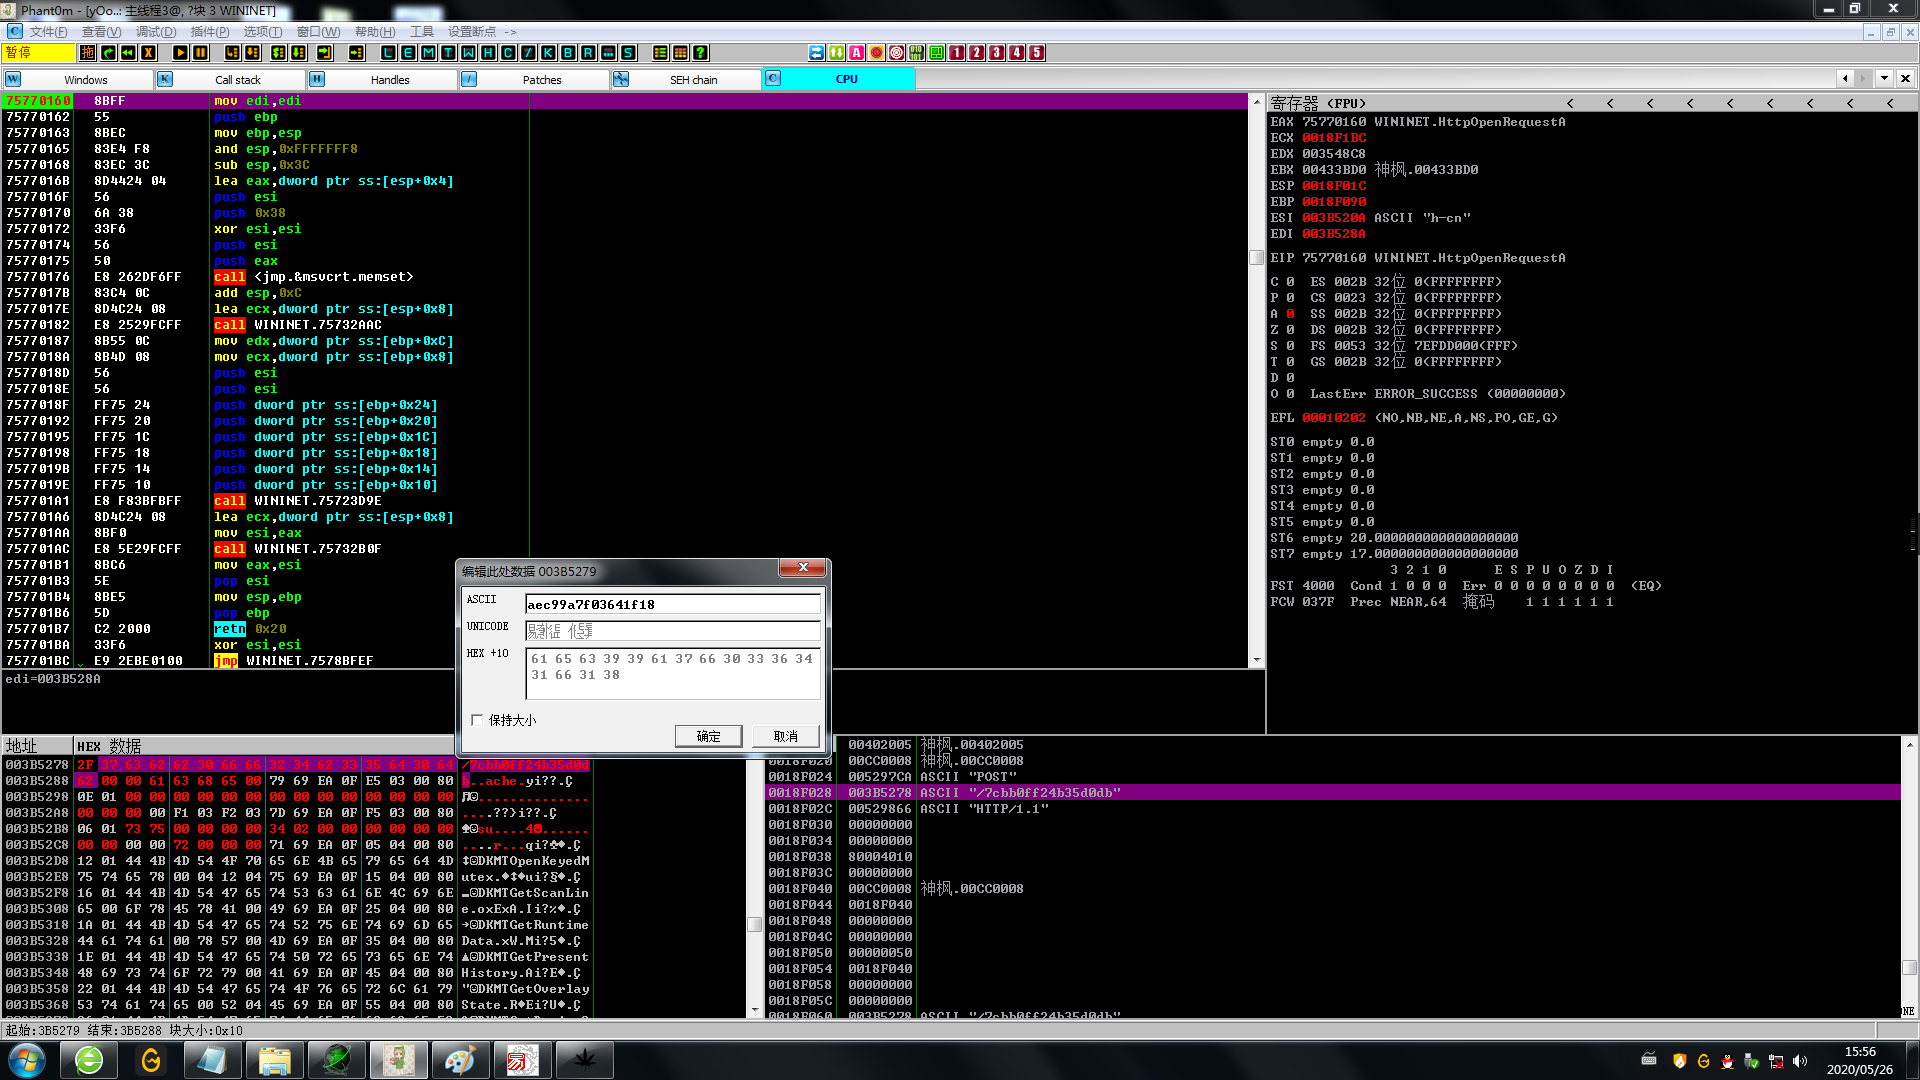 Phant0m - [yOo..: 主线程3@, ?块 3 WININET]
文件(F) 查看(V) 调试(D) 插件(P) 选项(T) 窗口(W) 帮助(H) 工具 设置断点 ->
暂停 拖 L E M T W H C / K B R ... S 1 2 3 4 5
W Windows K Call stack H Handles / Patches SEH chain C CPU
75770160 8BFF mov edi,edi
75770162 55 push ebp
75770163 8BEC mov ebp,esp
75770165 83E4 F8 and esp,0xFFFFFFF8
75770168 83EC 3C sub esp,0x3C
7577016B 8D4424 04 lea eax,dword ptr ss:[esp+0x4]
7577016F 56 push esi
75770170 6A 38 push 0x38
75770172 33F6 xor esi,esi
75770174 56 push esi
75770175 50 push eax
75770176 E8 262DF6FF call <jmp.&msvcrt.memset>
7577017B 83C4 0C add esp,0xC
7577017E 8D4C24 08 lea ecx,dword ptr ss:[esp+0x8]
75770182 E8 2529FCFF call WININET.75732AAC
75770187 8B55 0C mov edx,dword ptr ss:[ebp+0xC]
7577018A 8B4D 08 mov ecx,dword ptr ss:[ebp+0x8]
7577018D 56 push esi
7577018E 56 push esi
7577018F FF75 24 push dword ptr ss:[ebp+0x24]
75770192 FF75 20 push dword ptr ss:[ebp+0x20]
75770195 FF75 1C push dword ptr ss:[ebp+0x1C]
75770198 FF75 18 push dword ptr ss:[ebp+0x18]
7577019B FF75 14 push dword ptr ss:[ebp+0x14]
7577019E FF75 10 push dword ptr ss:[ebp+0x10]
757701A1 E8 F83BFBFF call WININET.75723D9E
757701A6 8D4C24 08 lea ecx,dword ptr ss:[esp+0x8]
757701AA 8BF0 mov esi,eax
757701AC E8 5E29FCFF call WININET.75732B0F
757701B1 8BC6 mov eax,esi
757701B3 5E pop esi
757701B4 8BE5 mov esp,ebp
757701B6 5D pop ebp
757701B7 C2 2000 retn 0x20
757701BA 33F6 xor esi,esi
757701BC E9 2EBE0100 jmp WININET.7578BFEF
edi=003B528A
寄存器 (FPU) < < < < < < < < <
EAX 75770160 WININET.HttpOpenRequestA
ECX 0018F1BC
EDX 003548C8
EBX 00433BD0 神枫.00433BD0
ESP 0018F01C
EBP 0018F090
ESI 003B520A ASCII "h-cn"
EDI 003B528A
EIP 75770160 WININET.HttpOpenRequestA
C 0 ES 002B 32位 0(FFFFFFFF)
P 0 CS 0023 32位 0(FFFFFFFF)
A 0 SS 002B 32位 0(FFFFFFFF)
Z 0 DS 002B 32位 0(FFFFFFFF)
S 0 FS 0053 32位 7EFDD000(FFF)
T 0 GS 002B 32位 0(FFFFFFFF)
D 0
O 0 LastErr ERROR_SUCCESS (00000000)
EFL 00010202 (NO,NB,NE,A,NS,PO,GE,G)
ST0 empty 0.0
ST1 empty 0.0
ST2 empty 0.0
ST3 empty 0.0
ST4 empty 0.0
ST5 empty 0.0
ST6 empty 20.000000000000000000
ST7 empty 17.000000000000000000
3 2 1 0 E S P U O Z D I
FST 4000 Cond 1 0 0 0 Err 0 0 0 0 0 0 0 0 (EQ)
FCW 037F Prec NEAR,64 掩码 1 1 1 1 1 1
编辑此处数据 003B5279
ASCII aec99a7f03641f18
UNICODE
HEX +10 61 65 63 39 39 61 37 66 30 33 36 34
31 66 31 38
保持大小
确定 取消
地址 HEX 数据
003B5278 2F 37 63 62 62 30 66 66 32 34 62 33 35 64 30 64 /7cbb0ff24b35d0d
003B5288 62 00 00 61 63 68 65 00 79 69 EA 0F E5 03 00 80 b..ache.yi??.Ç
003B5298 0E 01 00 00 00 00 00 00 00 00 00 00 00 00 00 00
003B52A8 00 00 00 00 F1 03 F2 03 7D 69 EA 0F F5 03 00 80 ....??}i??.Ç
003B52B8 06 01 73 75 00 00 00 00 34 02 00 00 00 00 00 00
003B52C8 00 00 00 00 72 00 00 00 71 69 EA 0F 05 04 00 80 ....r...qi?♣♦.Ç
003B52D8 12 01 44 4B 4D 54 4F 70 65 6E 4B 65 79 65 64 4D ↕☺DKMTOpenKeyedM
003B52E8 75 74 65 78 00 04 12 04 75 69 EA 0F 15 04 00 80 utex.♦↕♦ui?§♦.Ç
003B52F8 16 01 44 4B 4D 54 47 65 74 53 63 61 6E 4C 69 6E ▬☺DKMTGetScanLin
003B5308 65 00 6F 78 45 78 41 00 49 69 EA 0F 25 04 00 80 e.oxExA.Ii?%♦.Ç
003B5318 1A 01 44 4B 4D 54 47 65 74 52 75 6E 74 69 6D 65 →☺DKMTGetRuntime
003B5328 44 61 74 61 00 78 57 00 4D 69 EA 0F 35 04 00 80 Data.xW.Mi?5♦.Ç
003B5338 1E 01 44 4B 4D 54 47 65 74 50 72 65 73 65 6E 74 ▲☺DKMTGetPresent
003B5348 48 69 73 74 6F 72 79 00 41 69 EA 0F 45 04 00 80 History.Ai?E♦.Ç
003B5358 22 01 44 4B 4D 54 47 65 74 4F 76 65 72 6C 61 79 "☺DKMTGetOverlay
003B5368 53 74 61 74 65 00 52 04 45 69 EA 0F 55 04 00 80 State.R♦Ei?U♦.Ç
00402005 神枫.00402005
0018F020 00CC0008 神枫.00CC0008
0018F024 005297CA ASCII "POST"
0018F028 003B5278 ASCII "/7cbb0ff24b35d0db"
0018F02C 00529866 ASCII "HTTP/1.1"
0018F030 00000000
0018F034 00000000
0018F038 80004010
0018F03C 00000000
0018F040 00CC0008 神枫.00CC0008
0018F044 0018F040
0018F048 00000000
0018F04C 00000000
0018F050 00000050
0018F054 0018F040
0018F058 00000000
0018F05C 00000000
0018F060 003B5278 ASCII "/7cbb0ff24b35d0db"
起始:3B5279 结束:3B5288 块大小:0x10
易
15:56
2020/05/26